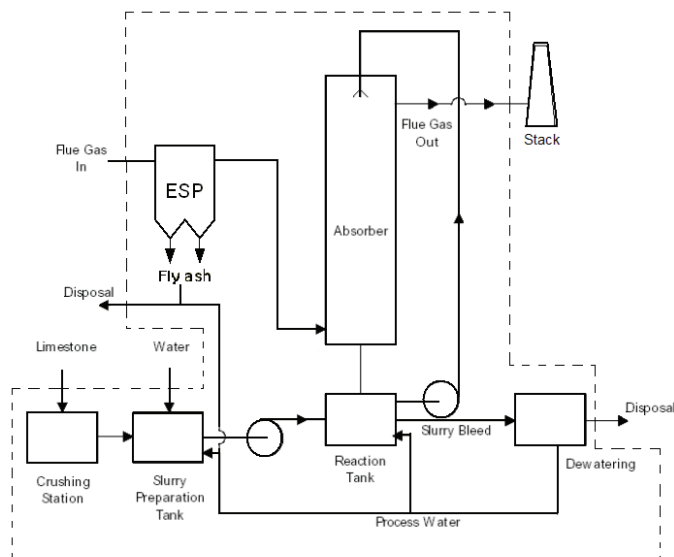 Flue Gas
In
ESP
Fly ash
Disposal
Flue Gas
Out
Stack
Absorber
Limestone
Water
Crushing
Station
Slurry
Preparation
Tank
Reaction
Tank
Slurry Bleed
Disposal
Dewatering
Process Water